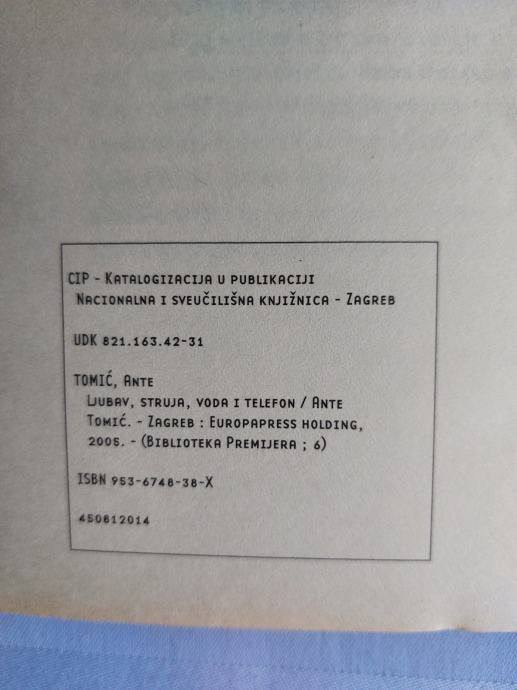 CIP - KATALOGIZACIJA U PUBLIKACIJI
NACIONALNA I SVEUČILIŠNA KNJIŽNICA - ZAGREB
UDK 821.163.42-31
TOMIĆ, ANTE
LJUBAV, STRUJA, VODA I TELEFON / ANTE
TOMIĆ. - ZAGREB : EUROPAPRESS HOLDING,
2005. - (BIBLIOTEKA PREMIJERA ; 6)
ISBN 953-6748-38-X
450812014